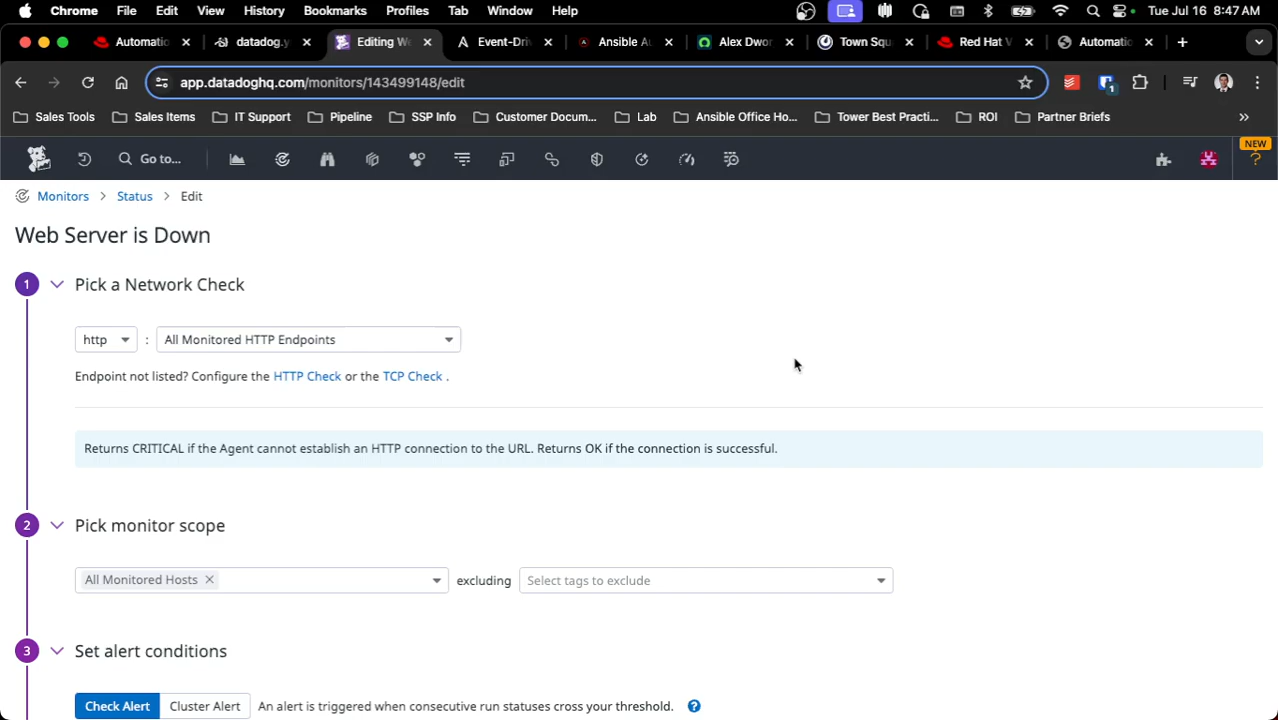 Chrome File Edit View History Bookmarks Profiles Tab Window Help Tue Jul 16 8:47 AM
Automatio datadog.y Editing We Event-Driv Ansible Au Alex Dwor Town Squ Red Hat V Automatio
app.datadoghq.com/monitors/143499148/edit
1
Sales Tools Sales Items IT Support Pipeline SSP Info Customer Docum... Lab Ansible Office Ho... Tower Best Practi... ROI Partner Briefs »
NEW
Go to... ?
Monitors > Status > Edit
Web Server is Down
1 Pick a Network Check
http : All Monitored HTTP Endpoints
Endpoint not listed? Configure the HTTP Check or the TCP Check .
Returns CRITICAL if the Agent cannot establish an HTTP connection to the URL. Returns OK if the connection is successful.
2 Pick monitor scope
All Monitored Hosts × excluding Select tags to exclude
3 Set alert conditions
Check Alert Cluster Alert An alert is triggered when consecutive run statuses cross your threshold. ?